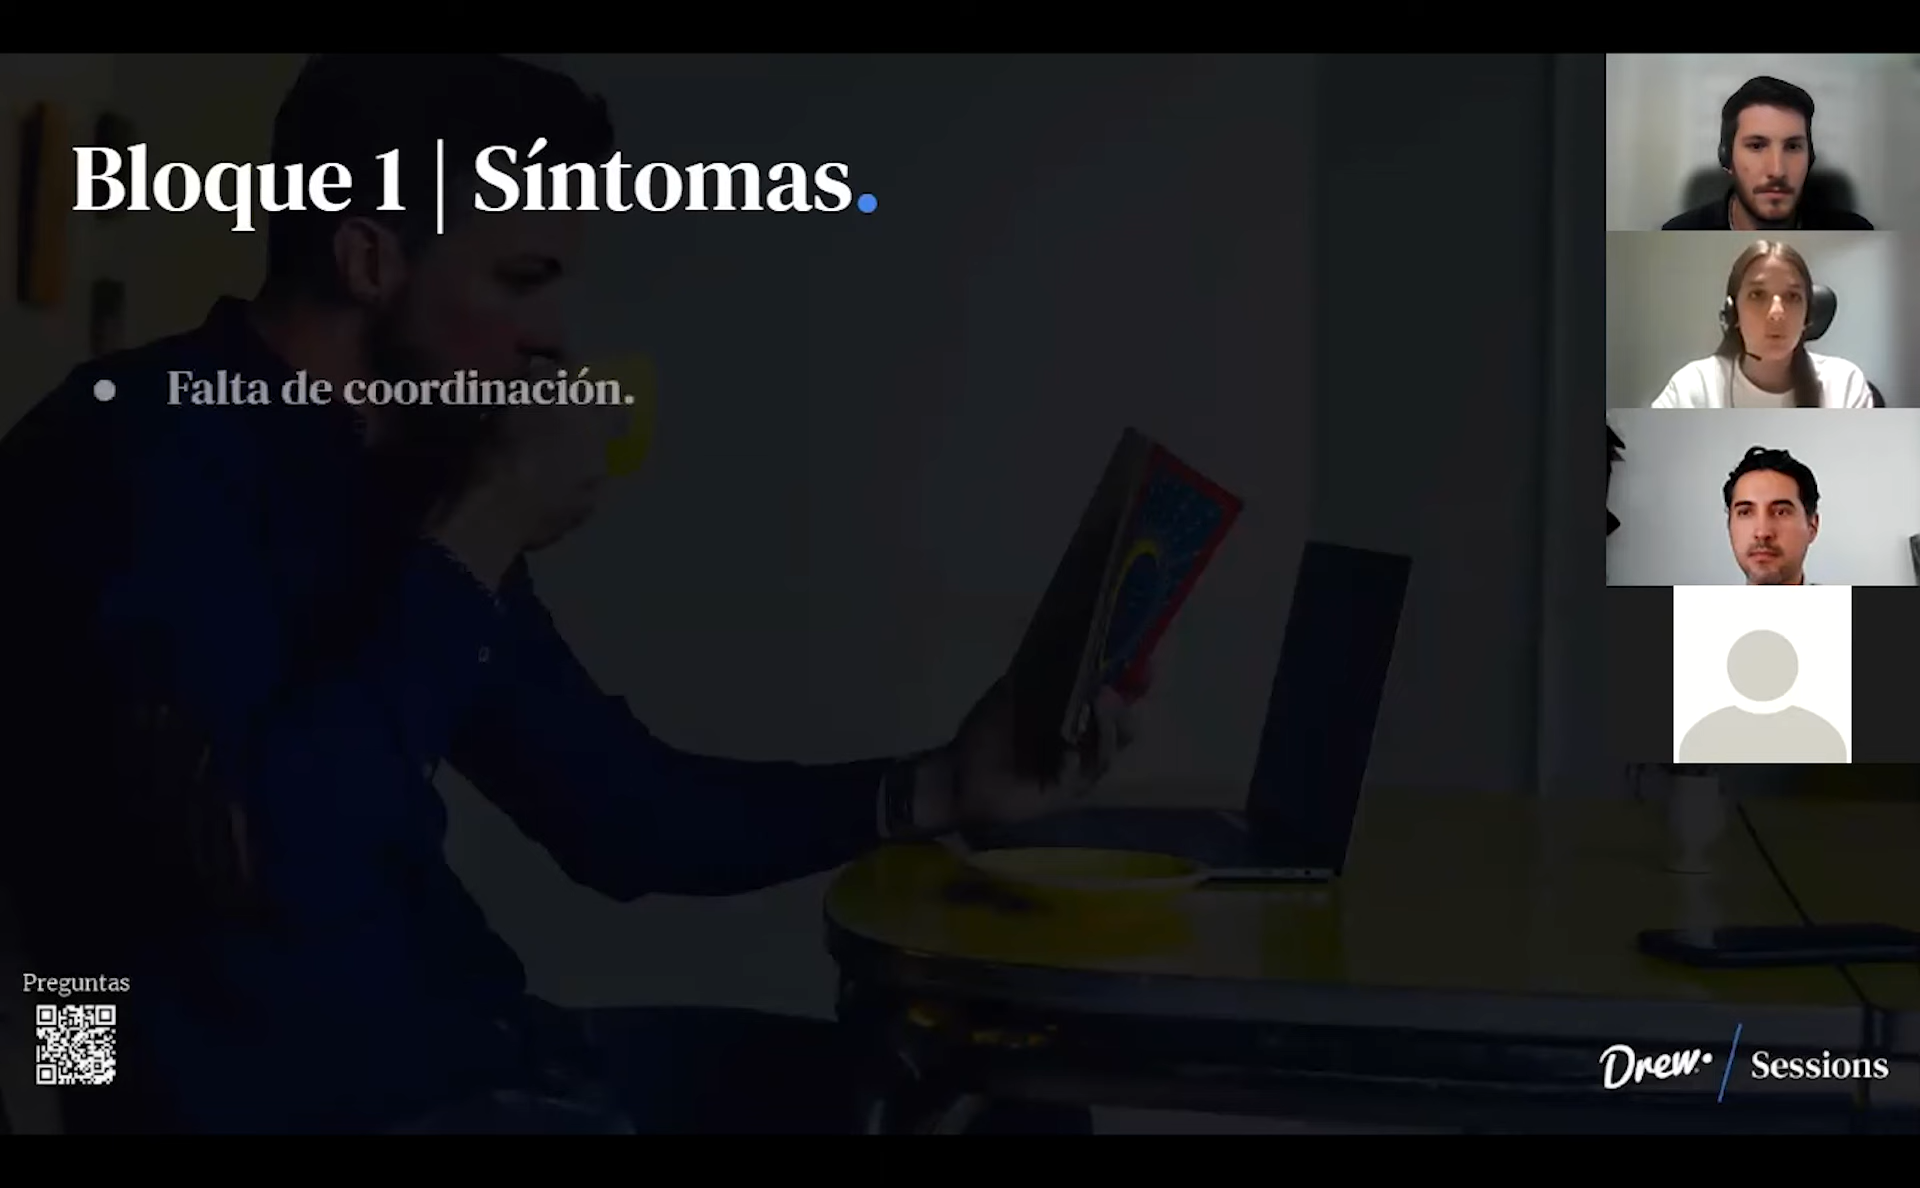 Bloque 1 | Síntomas.
● Falta de coordinación.
Preguntas
Drew. / Sessions